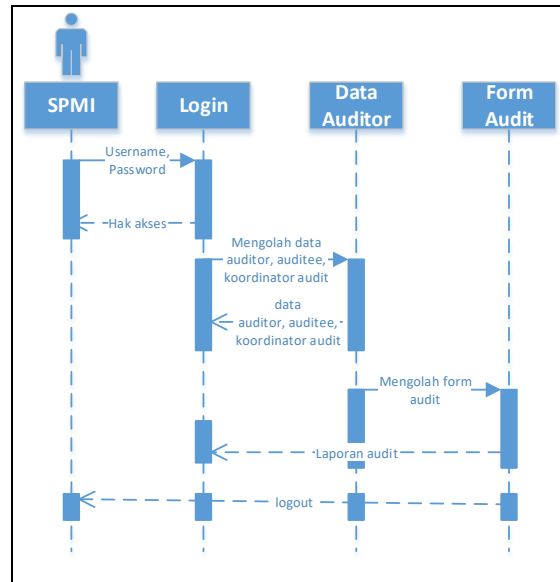 SPMI
Login
Data
Auditor
Form
Audit
Username,
Password
Hak akses
Mengolah data
auditor, auditee,
koordinator audit
data
auditor, auditee,
koordinator audit
Mengolah form
audit
Laporan audit
logout